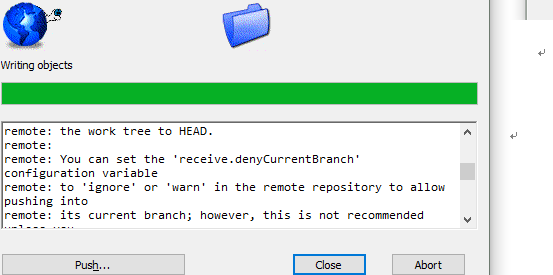 Writing objects
remote: the work tree to HEAD.
remote:
remote: You can set the 'receive.denyCurrentBranch'
configuration variable
remote: to 'ignore' or 'warn' in the remote repository to allow
pushing into
remote: its current branch; however, this is not recommended
unless you
Push...
Close
Abort